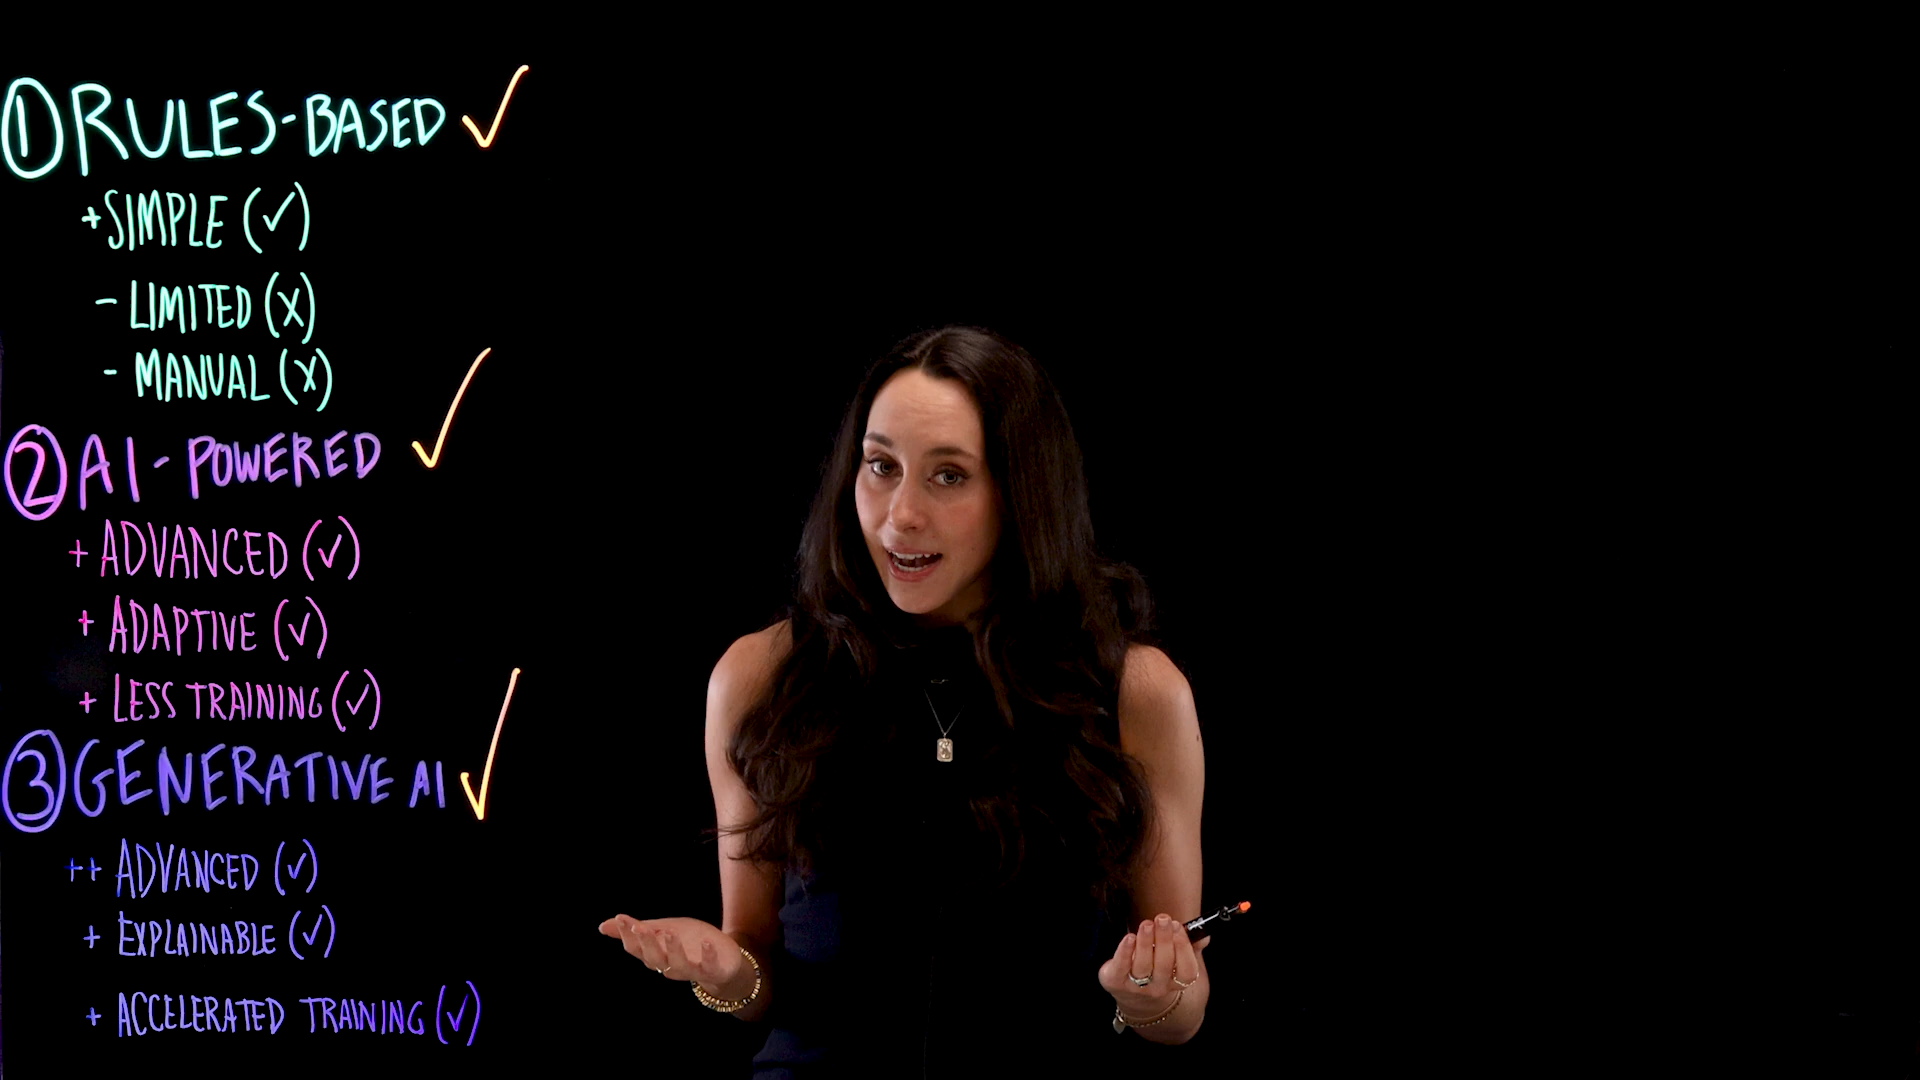 ① RULES-BASED ✓
+ SIMPLE (✓)
- LIMITED (X)
- MANUAL (X)
② AI-POWERED ✓
+ ADVANCED (✓)
+ ADAPTIVE (✓)
+ LESS TRAINING (✓)
③ GENERATIVE AI ✓
++ ADVANCED (✓)
+ EXPLAINABLE (✓)
+ ACCELERATED TRAINING (✓)